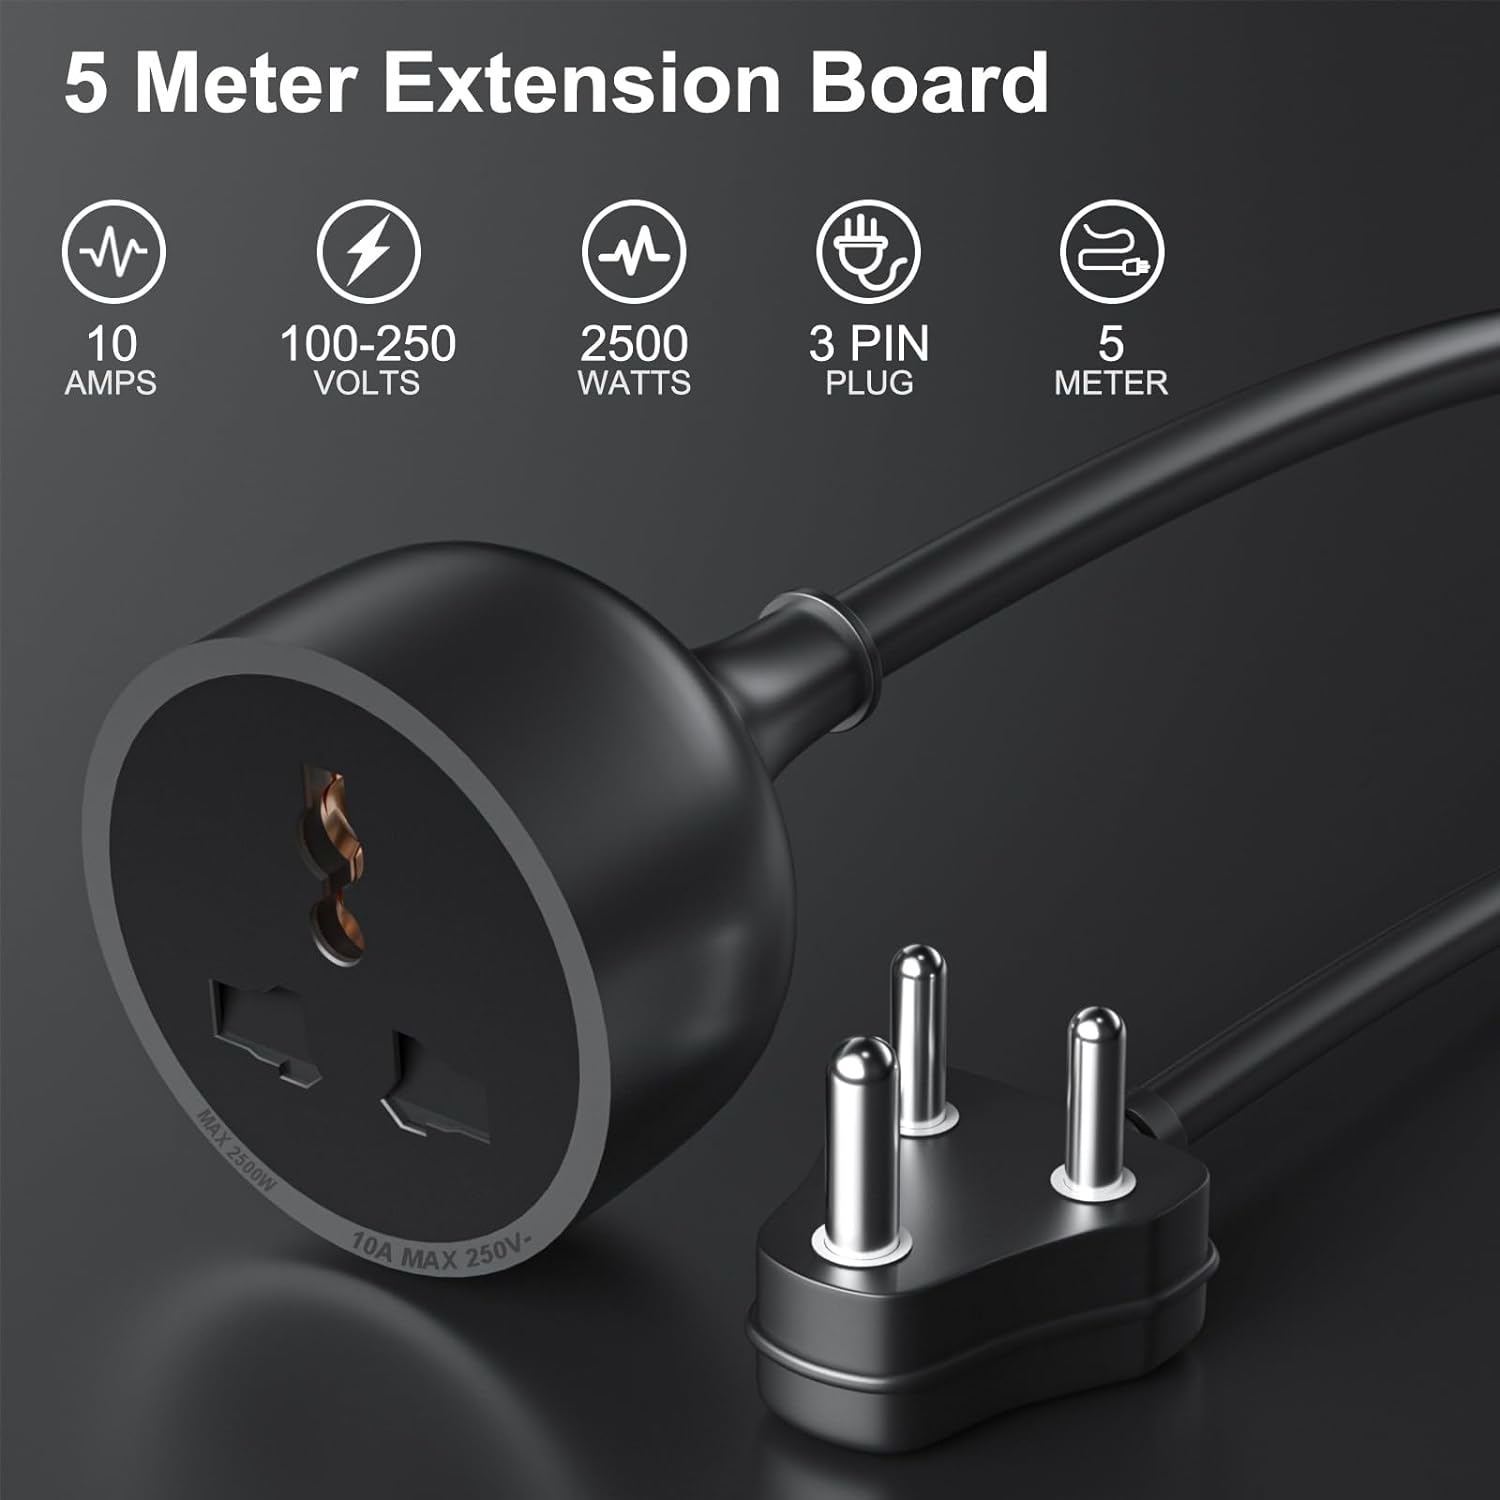 5 Meter Extension Board
10
AMPS
100-250
VOLTS
2500
WATTS
3 PIN
PLUG
5
METER
MAX 2500W
10A MAX 250V-